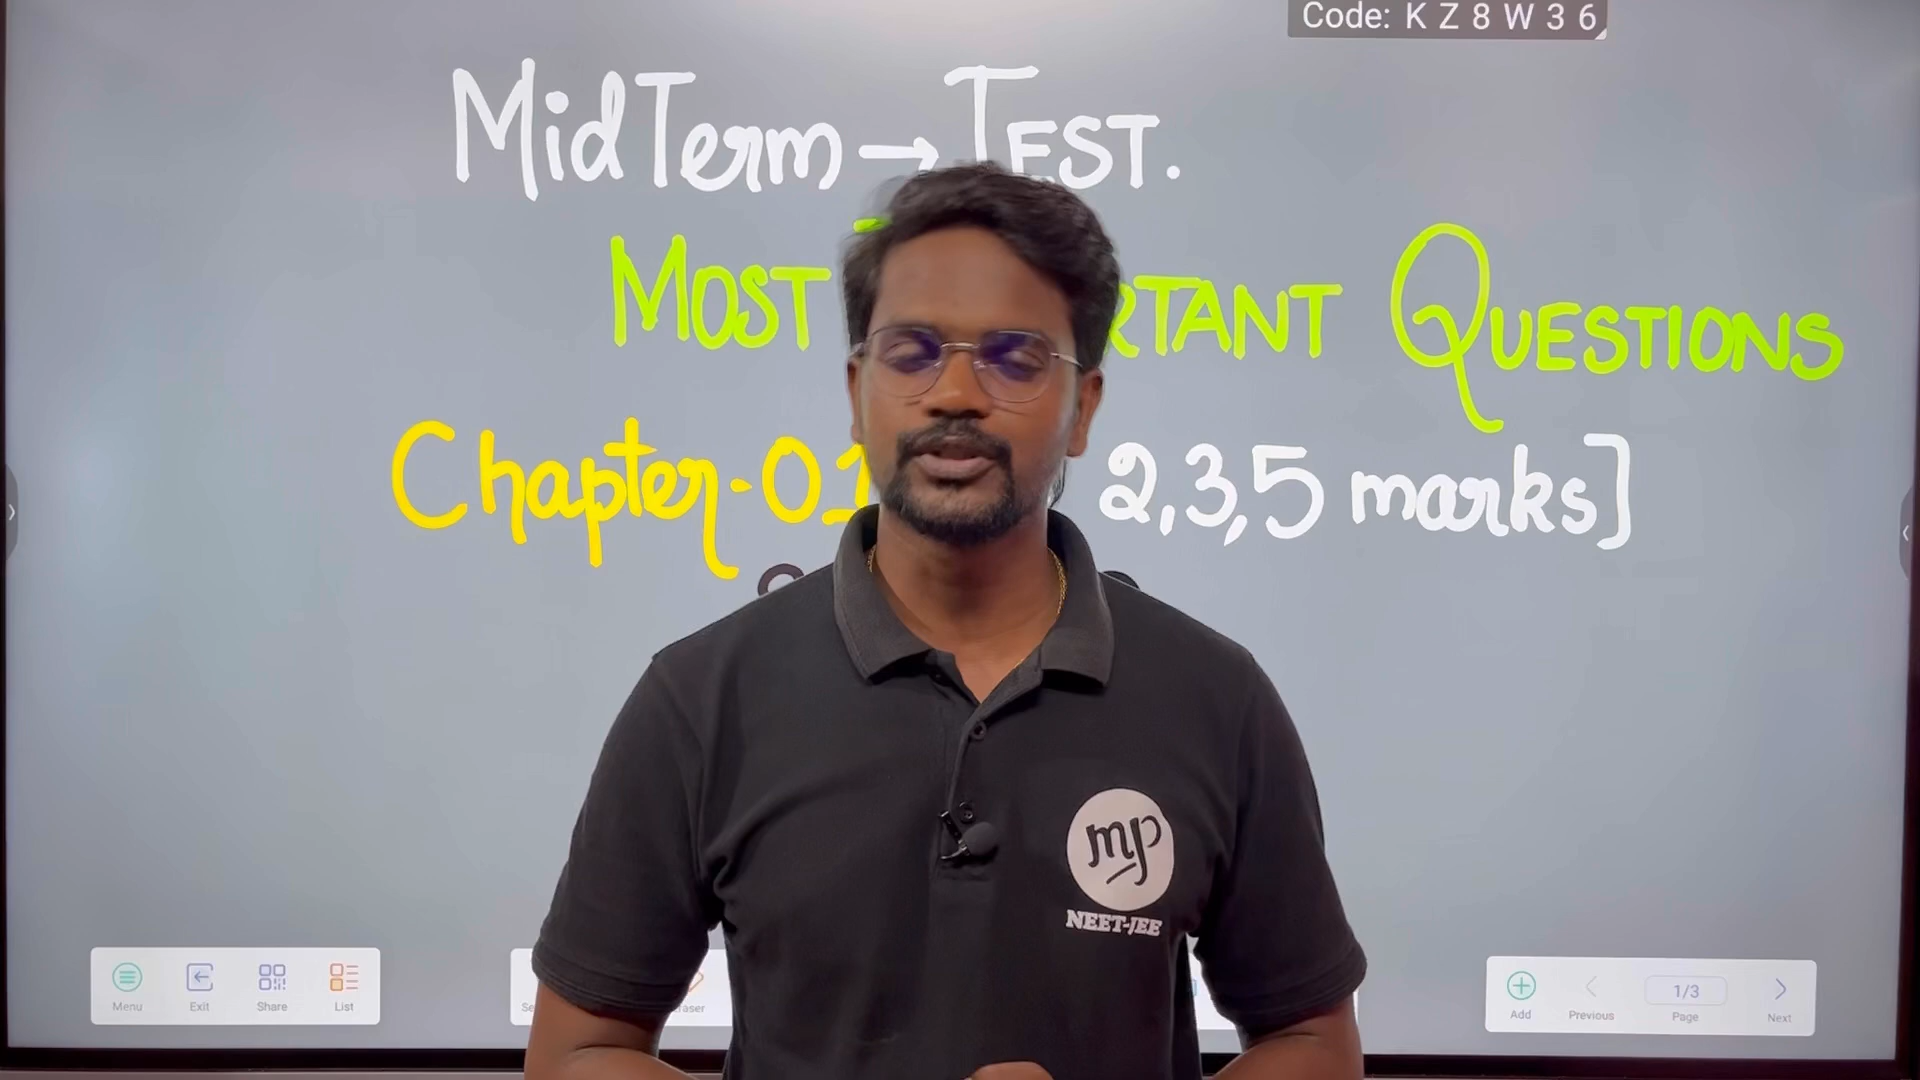 Code: K Z 8 W 3 6
MidTerm → TEST.
MOST QUESTIONS
Chapter-01 2,3,5 marks]
mp
NEET-JEE
Menu Exit Share List
Add Previous 1/3 Page Next